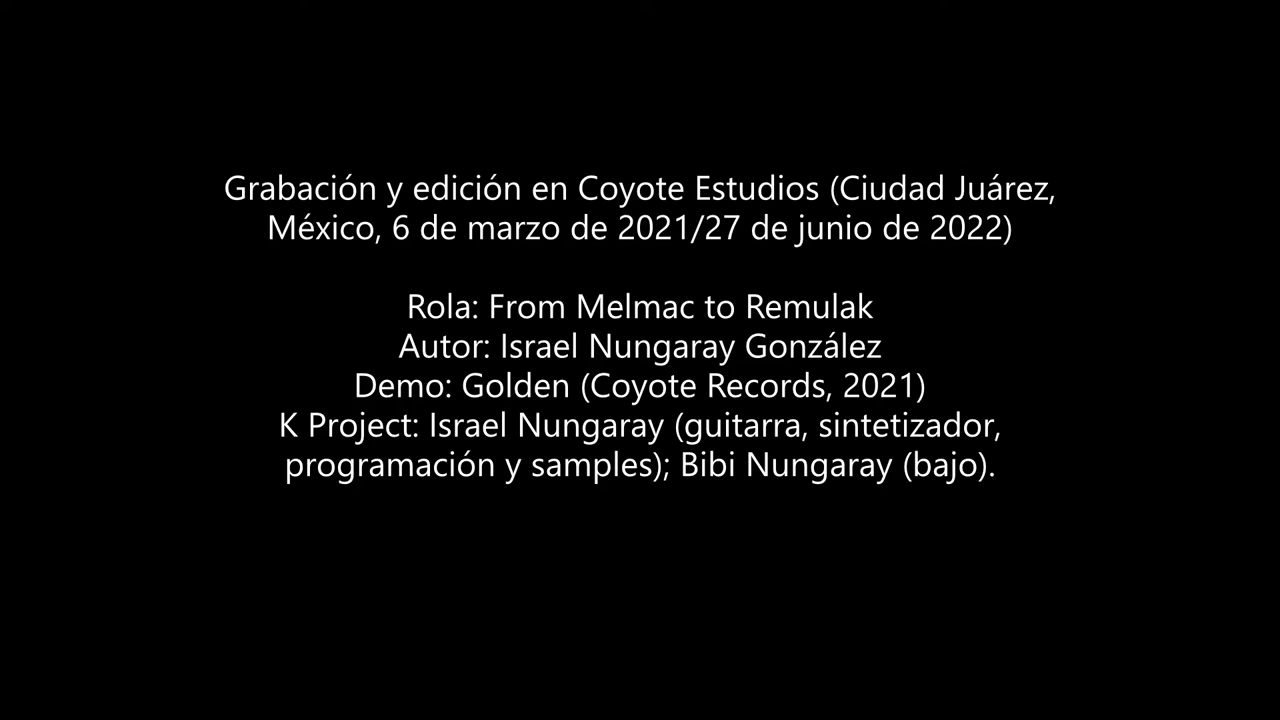 Grabación y edición en Coyote Estudios (Ciudad Juárez,
México, 6 de marzo de 2021/27 de junio de 2022)
Rola: From Melmac to Remulak
Autor: Israel Nungaray González
Demo: Golden (Coyote Records, 2021)
K Project: Israel Nungaray (guitarra, sintetizador,
programación y samples); Bibi Nungaray (bajo).